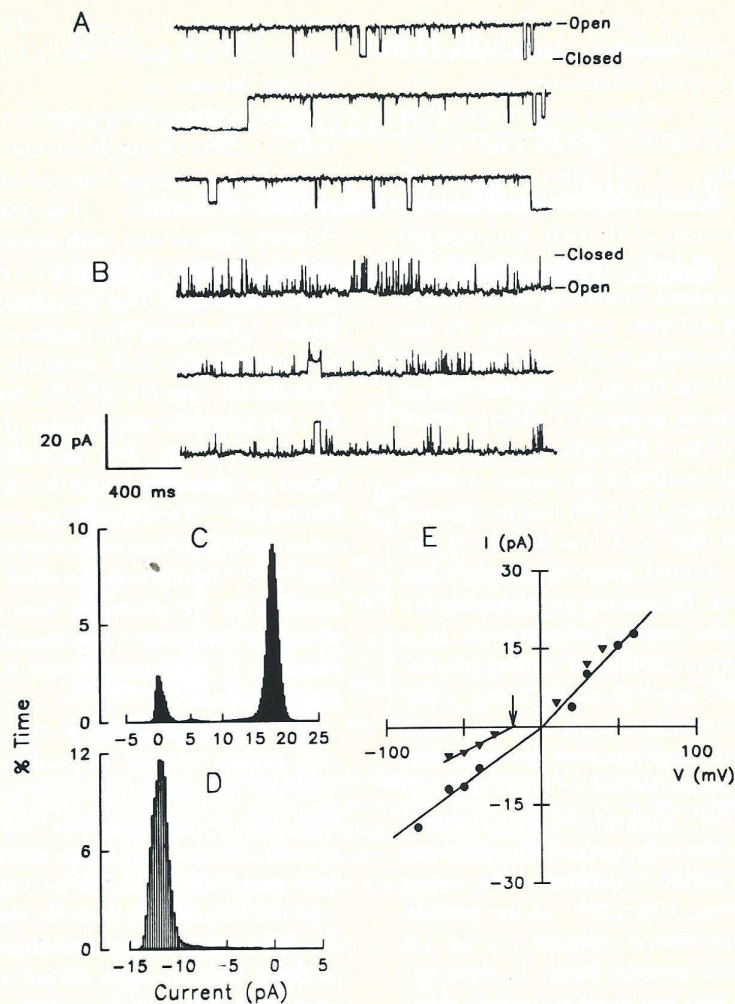 A
–Open
–Closed
B
–Closed
–Open
20 pA
400 ms
C
10
5
0
-5 0 5 10 15 20 25
% Time
D
12
6
0
-15 -10 -5 0 5
Current (pA)
E
I (pA)
30
15
-100
100
V (mV)
-15
-30